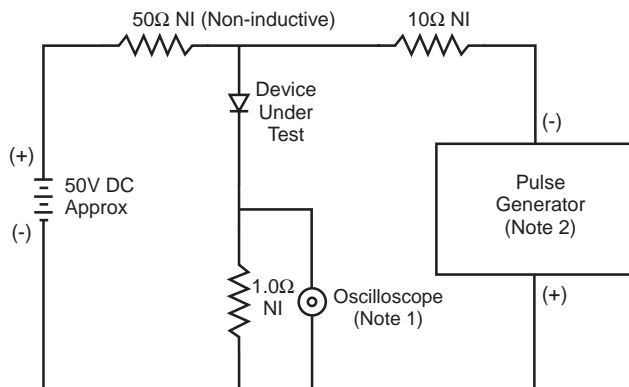 50Ω NI (Non-inductive)
10Ω NI
Device
Under
Test
(-)
(+)
50V DC
Approx
(-)
Pulse
Generator
(Note 2)
1.0Ω
NI
Oscilloscope
(Note 1)
(+)